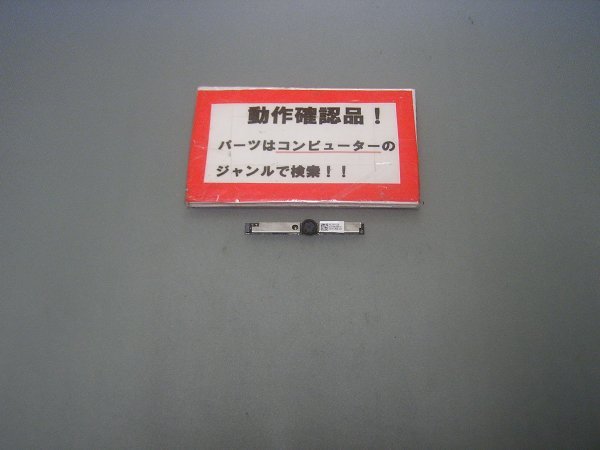 動作確認品！
パーツはコンピューターの
ジャンルで検索！！